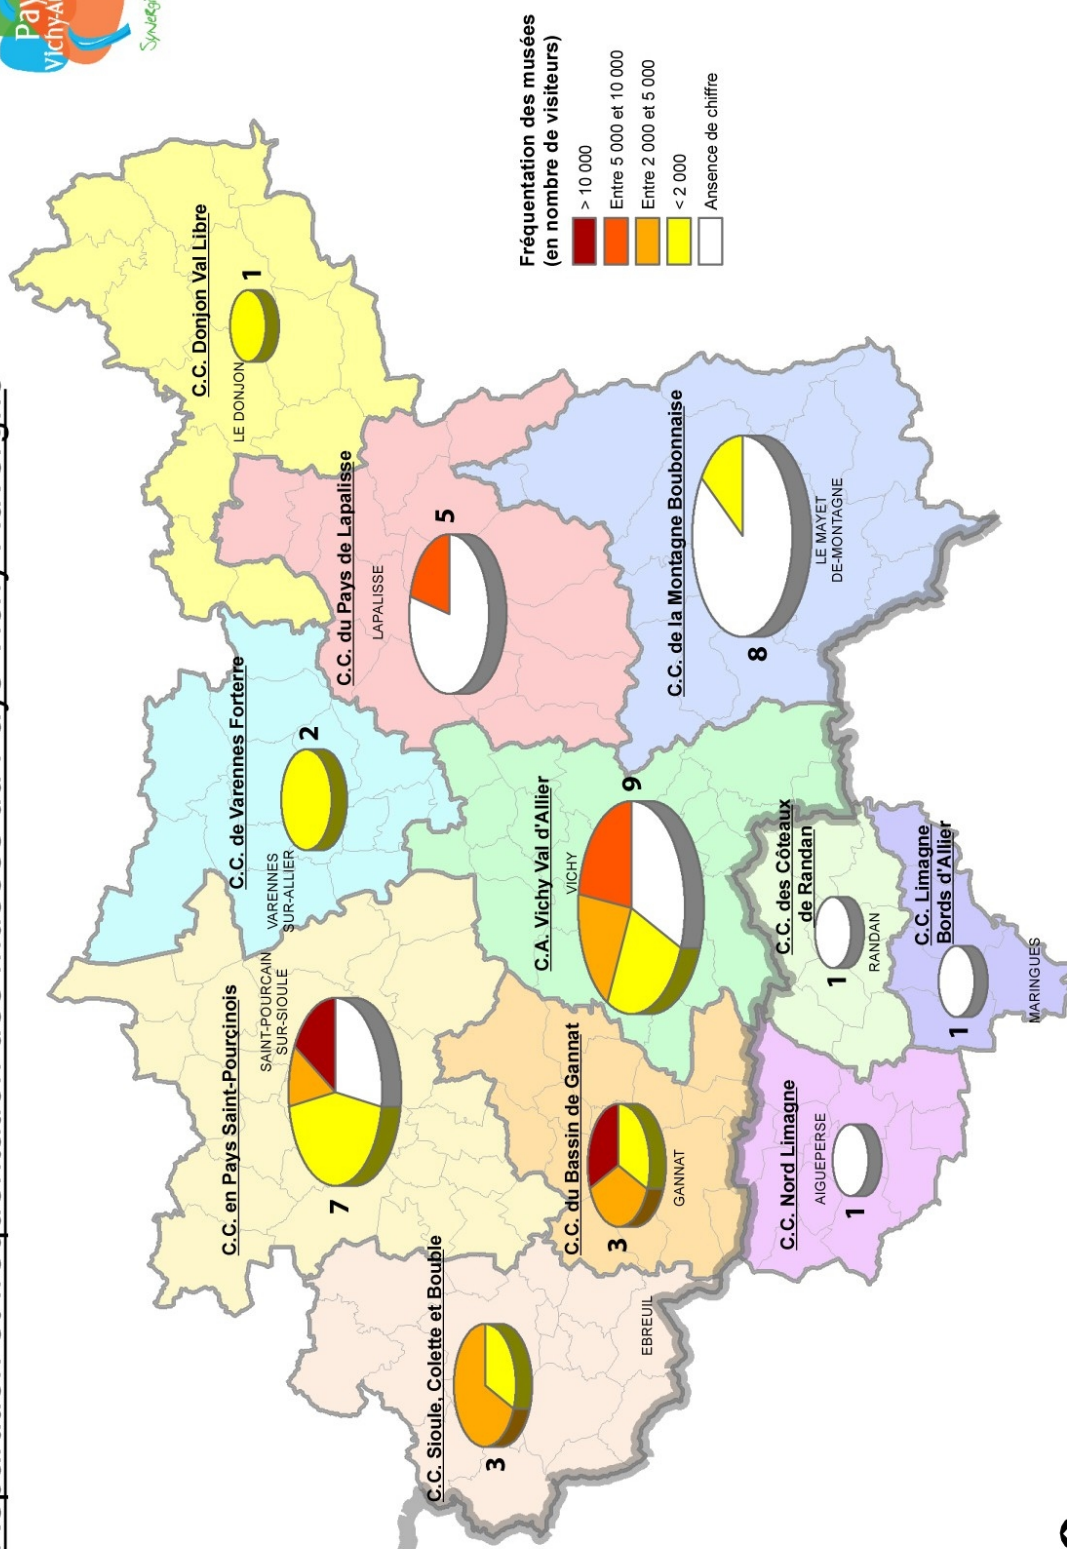 Pay
Vichy-A
Synergi
C.C. Donjon Val Libre
LE DONJON
1
C.C. de Varennes Forterre
VARENNES
SUR-ALLIER
2
C.C. en Pays Saint-Pourçinois
SAINT-POURCAIN
SUR-SIOULE
7
C.C. du Pays de Lapalisse
LAPALISSE
5
C.C. Sioule, Colette et Bouble
3
EBREUIL
C.C. du Bassin de Gannat
3
GANNAT
C.A. Vichy Val d'Allier
VICHY
9
C.C. de la Montagne Boubonnaise
8
LE MAYET
DE-MONTAGNE
C.C. Nord Limagne
AIGUEPERSE
1
C.C. des Côteaux
de Randan
1
RANDAN
C.C. Limagne
Bords d'Allier
1
MARINGUES
Fréquentation des musées
(en nombre de visiteurs)
> 10 000
Entre 5 000 et 10 000
Entre 2 000 et 5 000
< 2 000
Ansence de chiffre